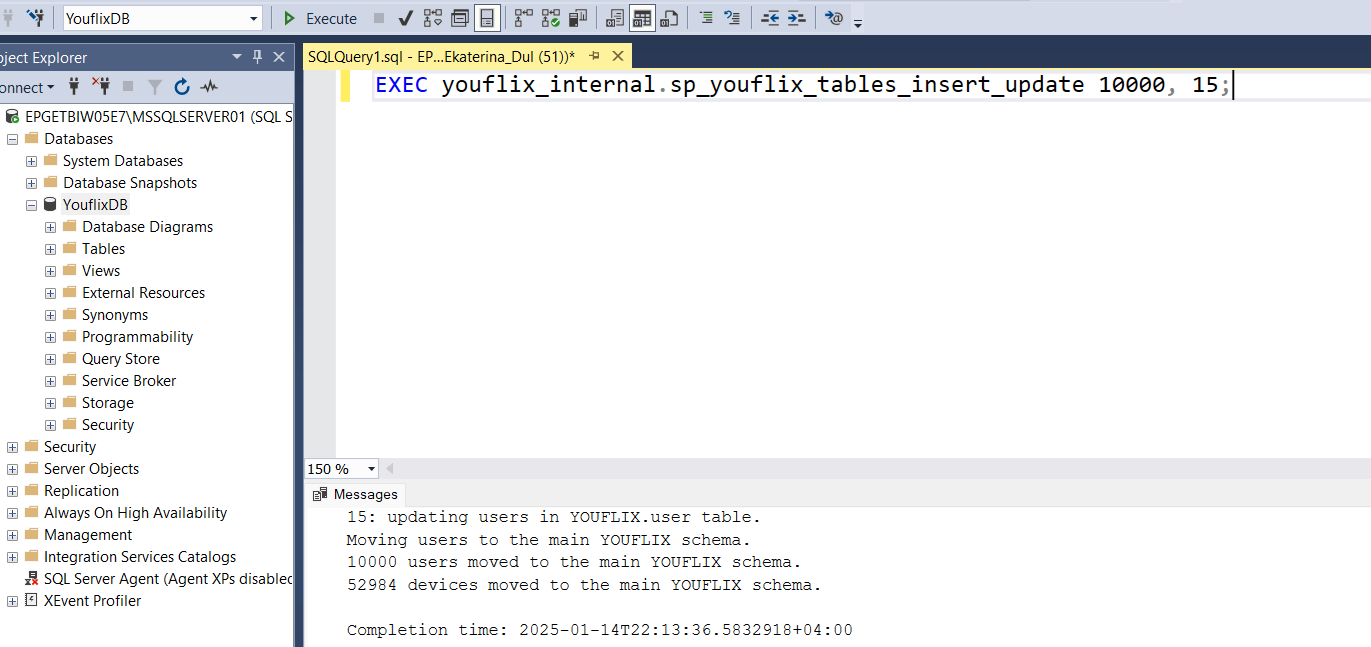 YouflixDB
Execute
ject Explorer
SQLQuery1.sql - EP...Ekaterina_Dul (51))*
onnect
EXEC youflix_internal.sp_youflix_tables_insert_update 10000, 15;
EPGETBIW05E7\MSSQLSERVER01 (SQL S
Databases
System Databases
Database Snapshots
YouflixDB
Database Diagrams
Tables
Views
External Resources
Synonyms
Programmability
Query Store
Service Broker
Storage
Security
Security
Server Objects
Replication
Always On High Availability
Management
Integration Services Catalogs
SQL Server Agent (Agent XPs disabled
XEvent Profiler
150 %
Messages
15: updating users in YOUFLIX.user table.
Moving users to the main YOUFLIX schema.
10000 users moved to the main YOUFLIX schema.
52984 devices moved to the main YOUFLIX schema.
Completion time: 2025-01-14T22:13:36.5832918+04:00